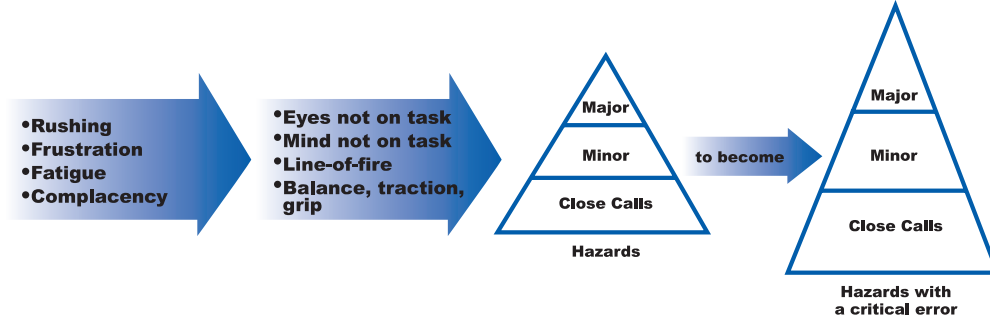 •Rushing
•Frustration
•Fatigue
•Complacency
•Eyes not on task
•Mind not on task
•Line-of-fire
•Balance, traction,
grip
Major
Minor
Close Calls
Hazards
to become
Major
Minor
Close Calls
Hazards with
a critical error